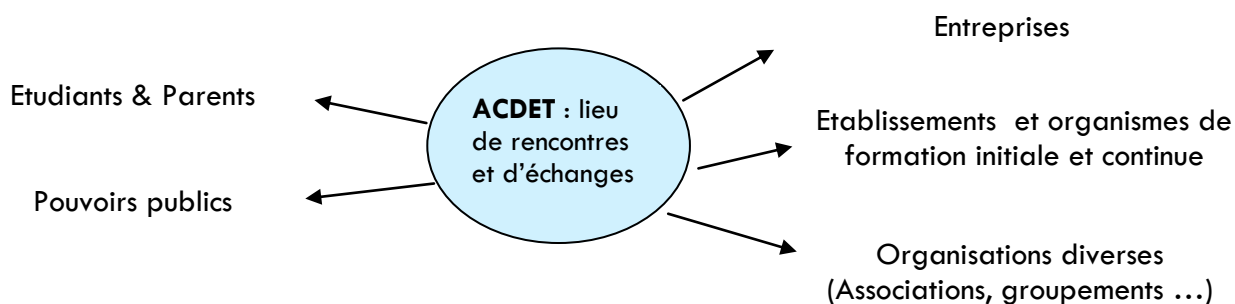 Entreprises
Etudiants & Parents
ACDET : lieu
de rencontres
et d'échanges
Etablissements et organismes de
formation initiale et continue
Pouvoirs publics
Organisations diverses
(Associations, groupements ...)